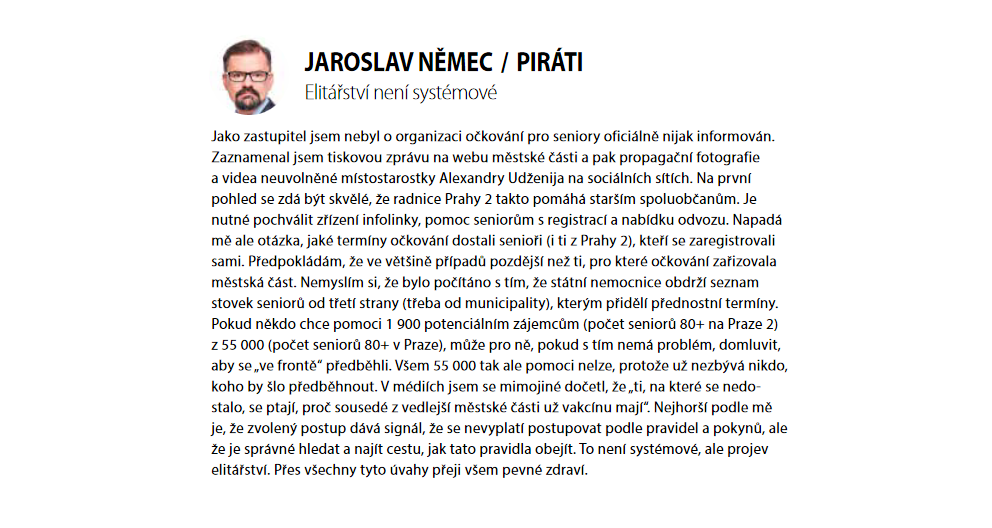 JAROSLAV NĚMEC / PIRÁTI
Elitářství není systémové
Jako zastupitel jsem nebyl o organizaci očkování pro seniory oficiálně nijak informován.
Zaznamenal jsem tiskovou zprávu na webu městské části a pak propagační fotografie
a videa neuvolněné místostarostky Alexandry Udženija na sociálních sítích. Na první
pohled se zdá být skvělé, že radnice Prahy 2 takto pomáhá starším spoluobčanům. Je
nutné pochválit zřízení infolinky, pomoc seniorům s registrací a nabídku odvozu. Napadá
mě ale otázka, jaké termíny očkování dostali senioři (i ti z Prahy 2), kteří se zaregistrovali
sami. Předpokládám, že ve většině případů pozdější než ti, pro které očkování zařizovala
městská část. Nemyslím si, že bylo počítáno s tím, že státní nemocnice obdrží seznam
stovek seniorů od třetí strany (třeba od municipality), kterým přidělí přednostní termíny.
Pokud někdo chce pomoci 1 900 potenciálním zájemcům (počet seniorů 80+ na Praze 2)
z 55 000 (počet seniorů 80+ v Praze), může pro ně, pokud s tím nemá problém, domluvit,
aby se „ve frontě“ předběhli. Všem 55 000 tak ale pomoci nelze, protože už nezbývá nikdo,
koho by šlo předběhnout. V médiích jsem se mimojiné dočetl, že „ti, na které se nedo-
stalo, se ptají, proč sousedé z vedlejší městské části už vakcínu mají“. Nejhorší podle mě
je, že zvolený postup dává signál, že se nevyplatí postupovat podle pravidel a pokynů, ale
že je správné hledat a najít cestu, jak tato pravidla obejít. To není systémové, ale projev
elitářství. Přes všechny tyto úvahy přeji všem pevné zdraví.